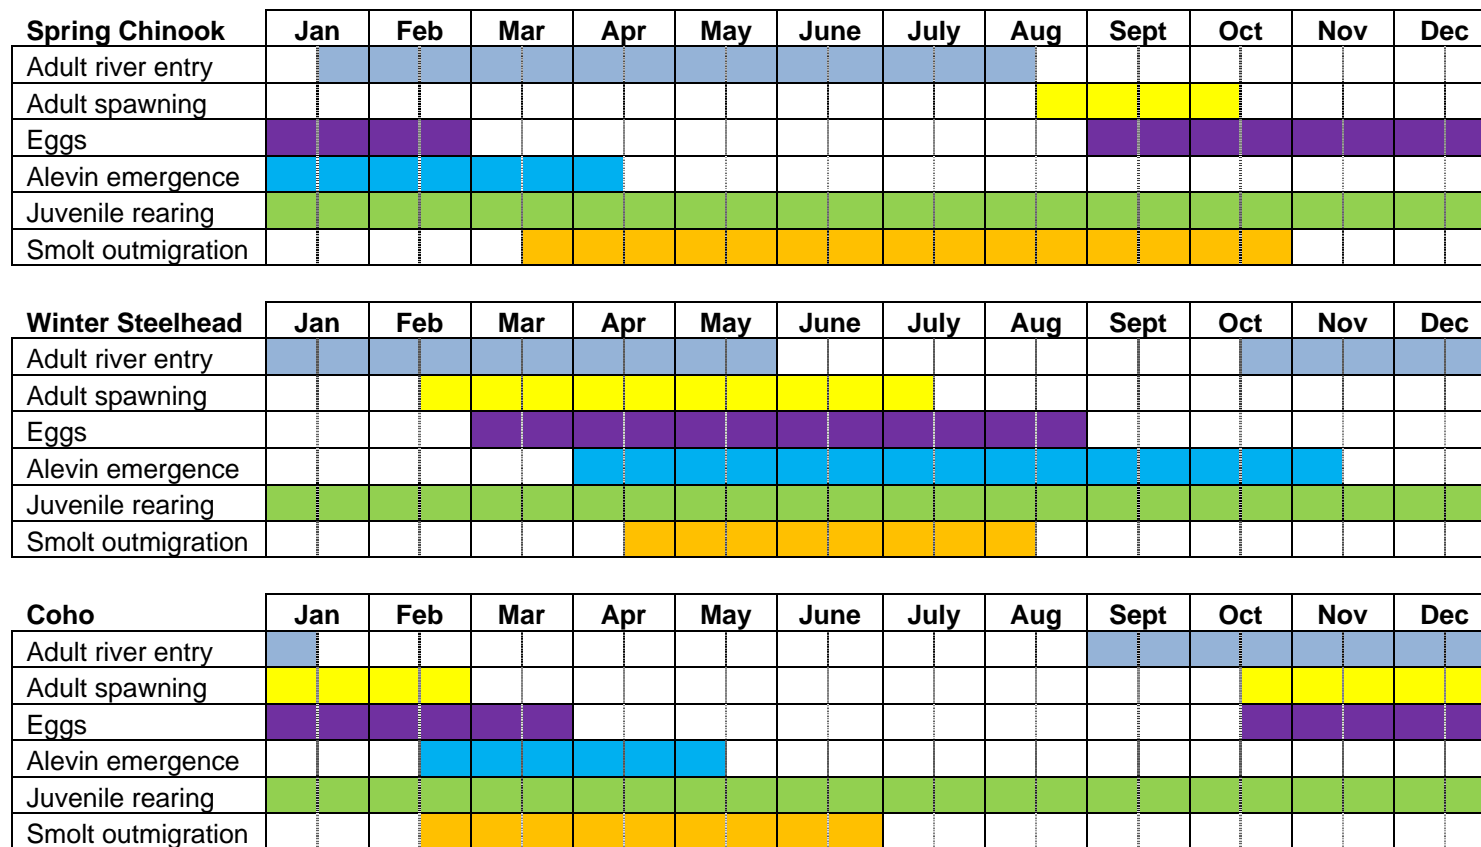 Spring Chinook Jan Feb Mar Apr May June July Aug Sept Oct Nov Dec
Adult river entry
Adult spawning
Eggs
Alevin emergence
Juvenile rearing
Smolt outmigration
Winter Steelhead Jan Feb Mar Apr May June July Aug Sept Oct Nov Dec
Adult river entry
Adult spawning
Eggs
Alevin emergence
Juvenile rearing
Smolt outmigration
Coho Jan Feb Mar Apr May June July Aug Sept Oct Nov Dec
Adult river entry
Adult spawning
Eggs
Alevin emergence
Juvenile rearing
Smolt outmigration